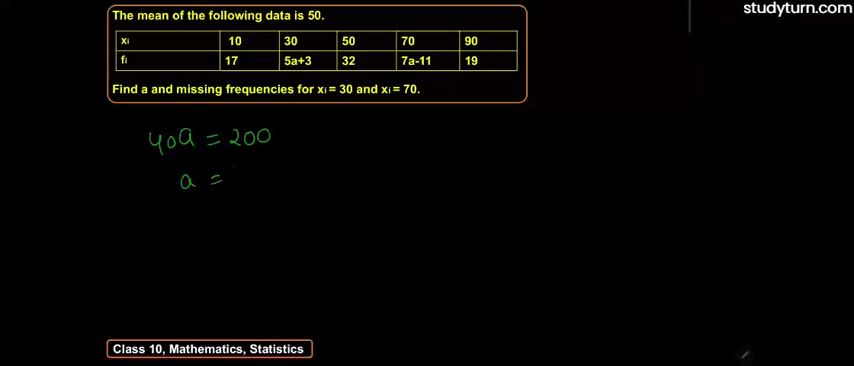 studyturn.com
The mean of the following data is 50.
xi 10 30 50 70 90
fi 17 5a+3 32 7a-11 19
Find a and missing frequencies for xi = 30 and xi = 70.
40a = 200
a =
Class 10, Mathematics, Statistics